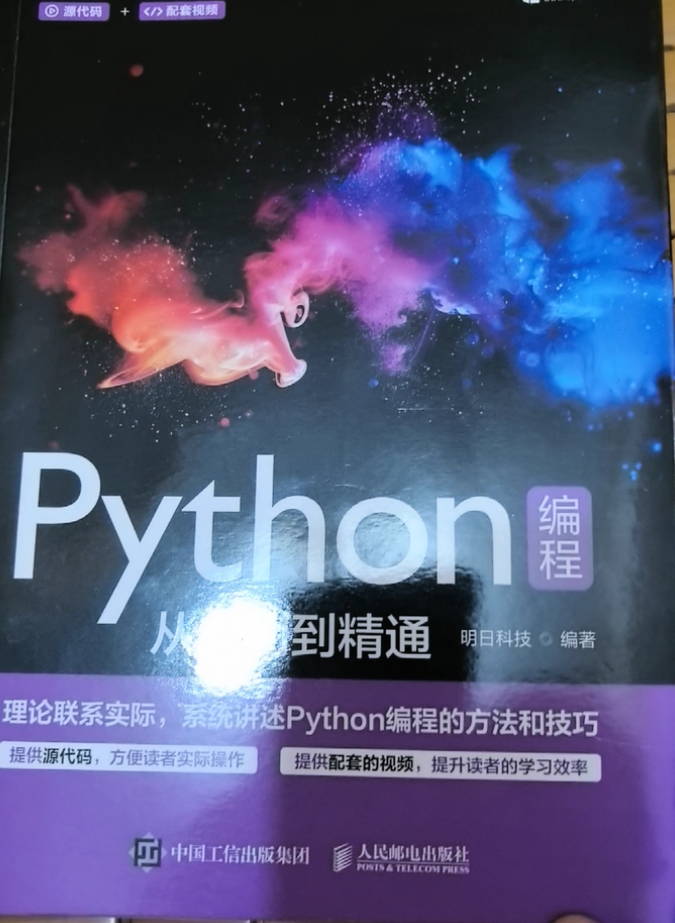 源代码 + 配套视频
Python 编程
从 到精通
明日科技 编著
理论联系实际，系统讲述Python编程的方法和技巧
提供源代码，方便读者实际操作
提供配套的视频，提升读者的学习效率
中国工信出版集团
人民邮电出版社
POSTS & TELECOM PRESS